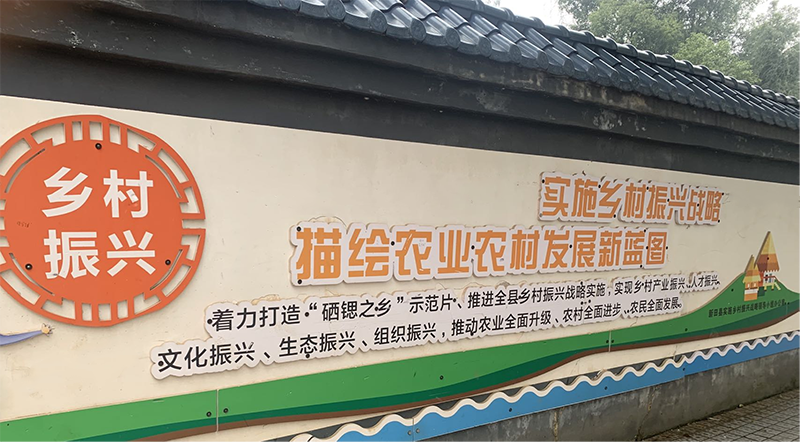 乡村
振兴
实施乡村振兴战略
描绘农业农村发展新蓝图
着力打造“硒锶之乡”示范片、推进全县乡村振兴战略实施，实现乡村产业振兴、人才振兴、
文化振兴、生态振兴、组织振兴，推动农业全面升级、农村全面进步、农民全面发展。